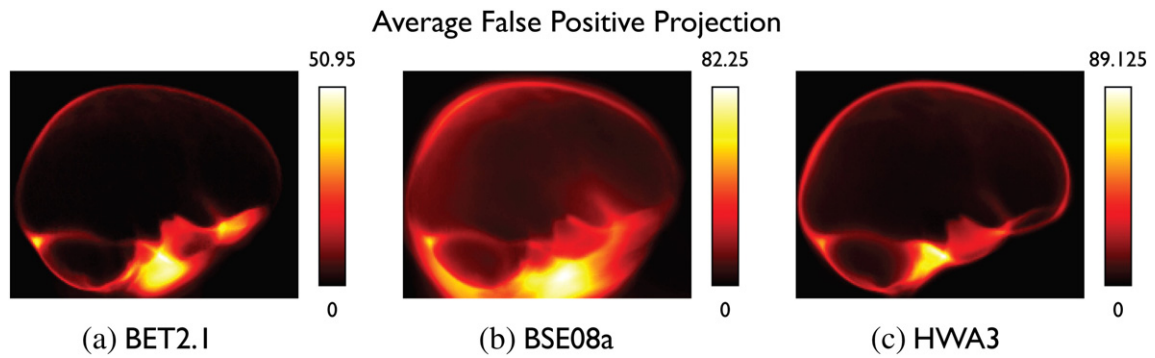 Average False Positive Projection
50.95
82.25
89.125
0
0
0
(a) BET2.1
(b) BSE08a
(c) HWA3